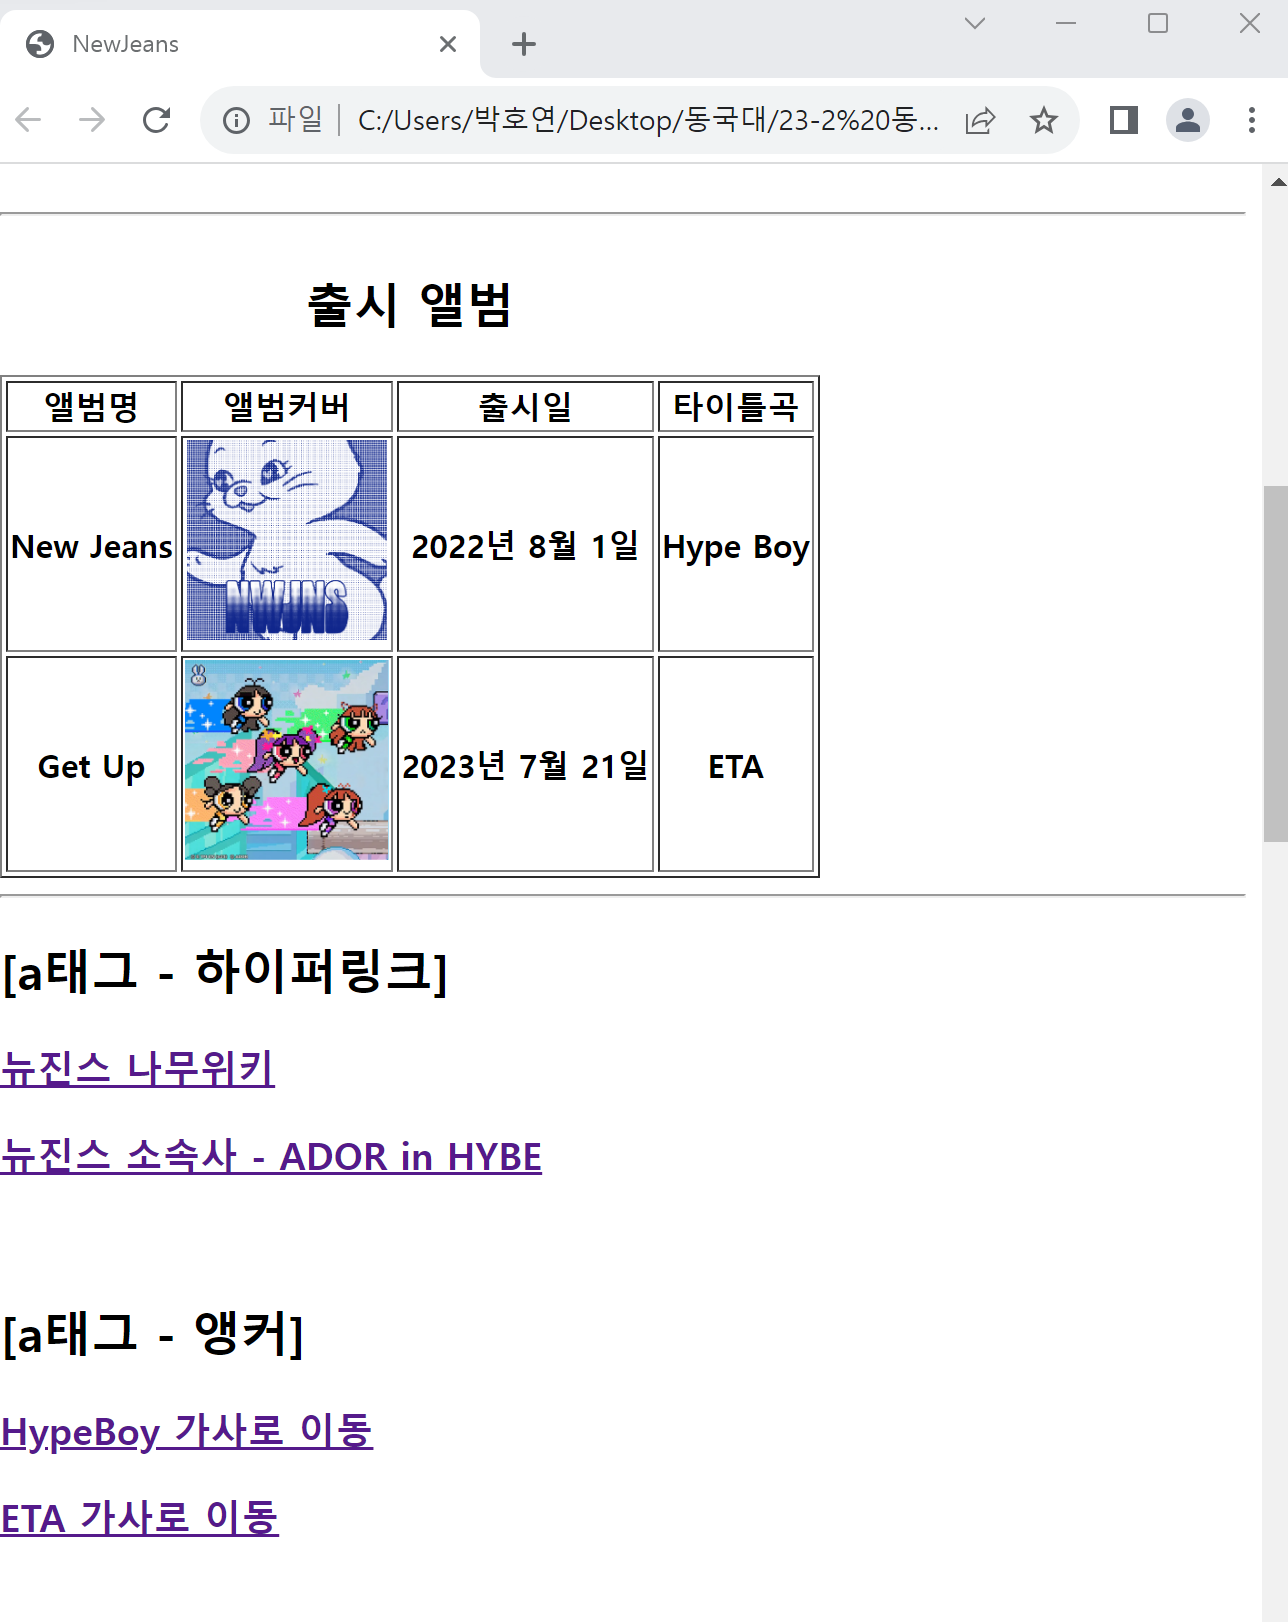 NewJeans
파일 C:/Users/박호연/Desktop/동국대/23-2%20동...
출시 앨범
앨범명 앨범커버 출시일 타이틀곡
NWJNS
New Jeans 2022년 8월 1일 Hype Boy
Get Up 2023년 7월 21일 ETA
[a태그 - 하이퍼링크]
뉴진스 나무위키
뉴진스 소속사 - ADOR in HYBE
[a태그 - 앵커]
HypeBoy 가사로 이동
ETA 가사로 이동